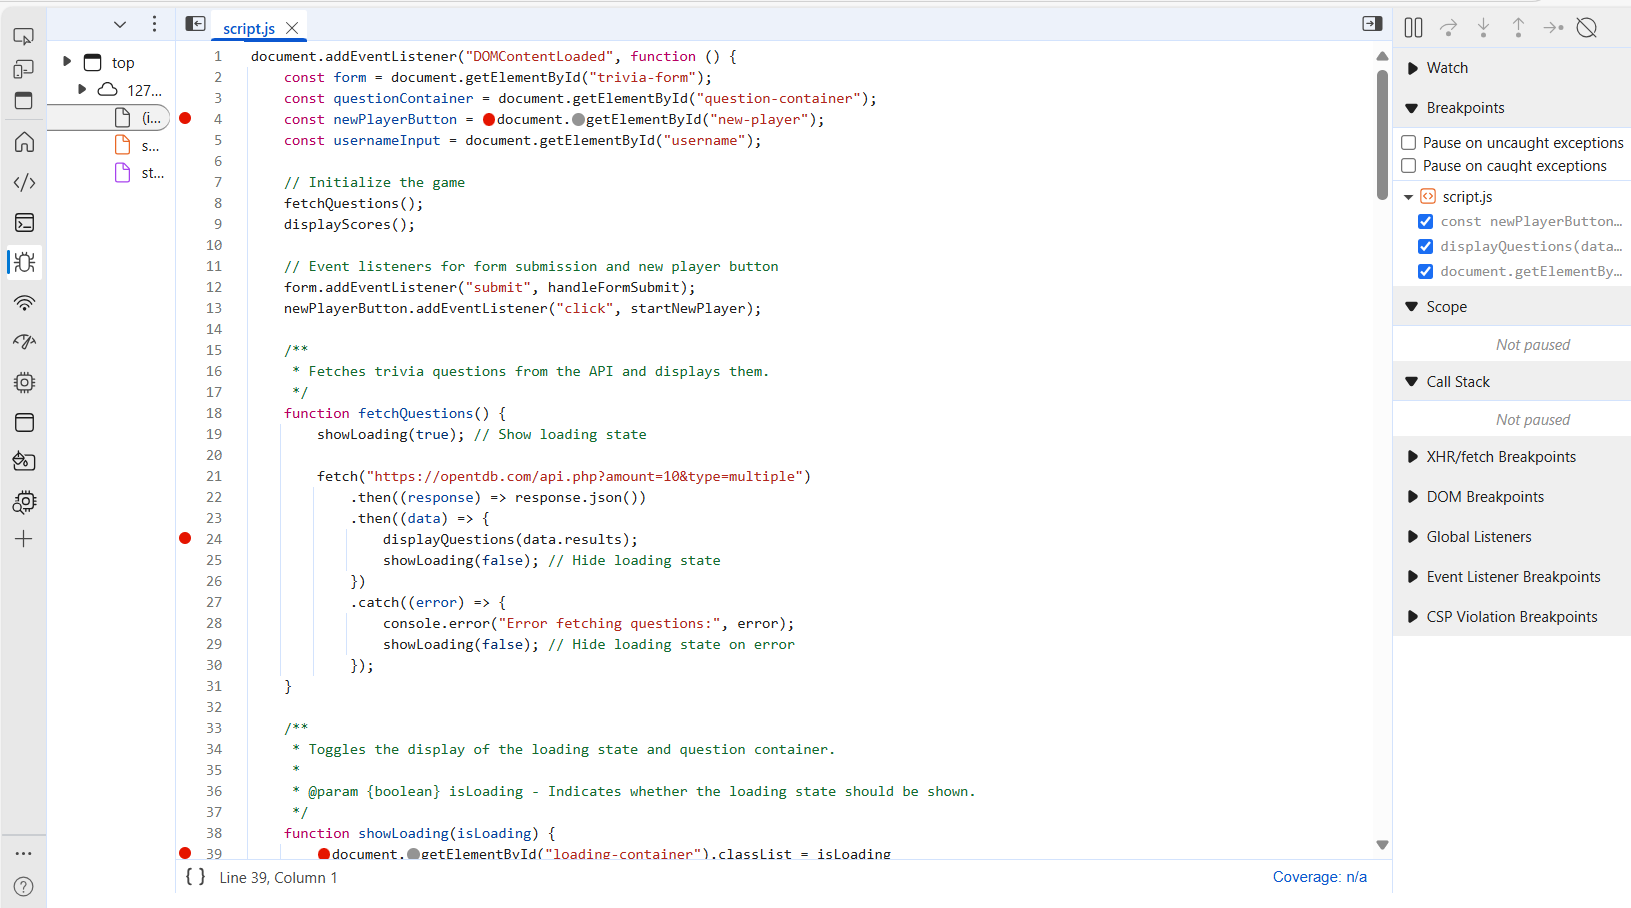 script.js
top
127...
(i...
s...
st...
1 document.addEventListener("DOMContentLoaded", function () {
2 const form = document.getElementById("trivia-form");
3 const questionContainer = document.getElementById("question-container");
4 const newPlayerButton = document.getElementById("new-player");
5 const usernameInput = document.getElementById("username");
6
7 // Initialize the game
8 fetchQuestions();
9 displayScores();
10
11 // Event listeners for form submission and new player button
12 form.addEventListener("submit", handleFormSubmit);
13 newPlayerButton.addEventListener("click", startNewPlayer);
14
15 /**
16 * Fetches trivia questions from the API and displays them.
17 */
18 function fetchQuestions() {
19 showLoading(true); // Show loading state
20
21 fetch("https://opentdb.com/api.php?amount=10&type=multiple")
22 .then((response) => response.json())
23 .then((data) => {
24 displayQuestions(data.results);
25 showLoading(false); // Hide loading state
26 })
27 .catch((error) => {
28 console.error("Error fetching questions:", error);
29 showLoading(false); // Hide loading state on error
30 });
31 }
32
33 /**
34 * Toggles the display of the loading state and question container.
35 *
36 * @param {boolean} isLoading - Indicates whether the loading state should be shown.
37 */
38 function showLoading(isLoading) {
39 document.getElementById("loading-container").classList = isLoading
{ } Line 39, Column 1
Coverage: n/a
Watch
Breakpoints
Pause on uncaught exceptions
Pause on caught exceptions
script.js
const newPlayerButton...
displayQuestions(data...
document.getElementBy...
Scope
Not paused
Call Stack
Not paused
XHR/fetch Breakpoints
DOM Breakpoints
Global Listeners
Event Listener Breakpoints
CSP Violation Breakpoints